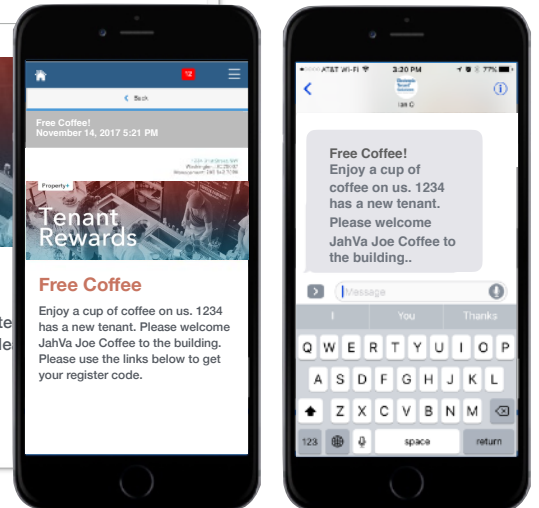 12
Back
Free Coffee!
November 14, 2017 5:21 PM
Property+
Tenant
Rewards
Free Coffee
Enjoy a cup of coffee on us. 1234
has a new tenant. Please welcome
JahVa Joe Coffee to the building.
Please use the links below to get
your register code.
AT&T Wi-Fi
3:20 PM
77%
Ian O
Free Coffee!
Enjoy a cup of
coffee on us. 1234
has a new tenant.
Please welcome
JahVa Joe Coffee to
the building..
Message
I
You
Thanks
Q W E R T Y U I O P
A S D F G H J K L
Z X C V B N M
123
space
return